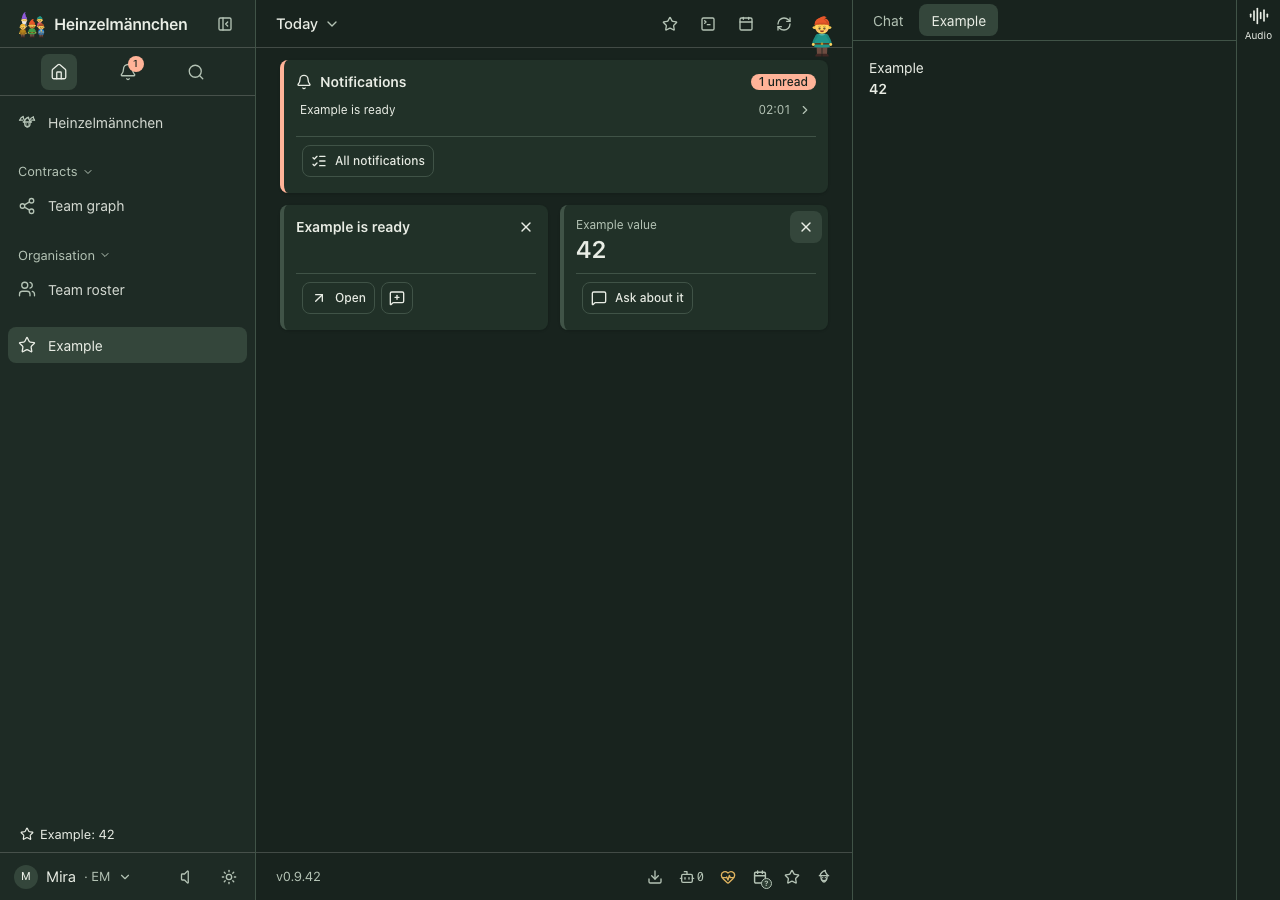 Heinzelmännchen
1
Heinzelmännchen
Contracts
Team graph
Organisation
Team roster
Example
Example: 42
M Mira · EM
Today
Notifications
1 unread
Example is ready
02:01
All notifications
Example is ready
Open
Example value
42
Ask about it
v0.9.42
0
?
Chat
Example
Example
42
Audio